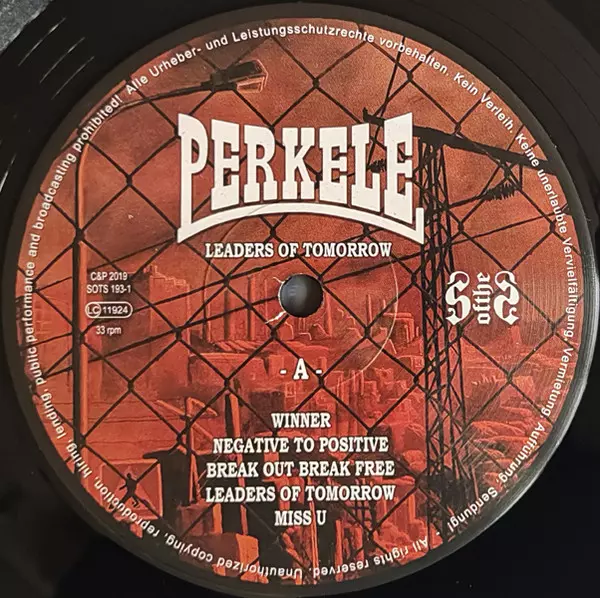 Alle Urheber- und Leistungsschutzrechte vorbehalten. Kein Verleih. Keine unerlaubte Vervielfältigung, Vermietung, Aufführung, Sendung! - All rights reserved. Unauthorized copying, reproduction, hiring, lending, public performance and broadcasting prohibited!
PERKELE
LEADERS OF TOMORROW
C&P 2019
SOTS 193-1
LC 11924
33 rpm
S of the S
- A -
WINNER
NEGATIVE TO POSITIVE
BREAK OUT BREAK FREE
LEADERS OF TOMORROW
MISS U